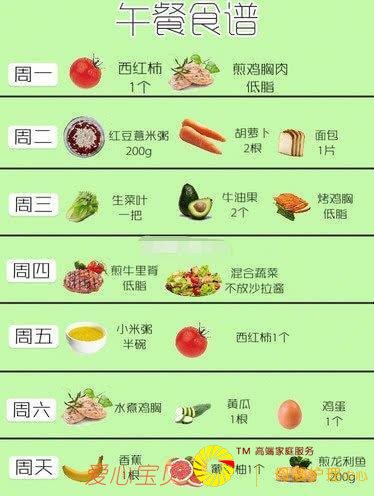 午餐食谱
周一 西红柿 1个 煎鸡胸肉 低脂
周二 红豆薏米粥 200g 胡萝卜 2根 面包 1片
周三 生菜叶 一把 牛油果 2个 烤鸡胸 低脂
周四 煎牛里脊 低脂 混合蔬菜 不放沙拉酱
周五 小米粥 半碗 西红柿1个
周六 水煮鸡胸 黄瓜 1根 鸡蛋 1个
TM 高端家庭服务
周天 香蕉 1根 柚1个 煎龙利鱼 200g
爱心宝贝